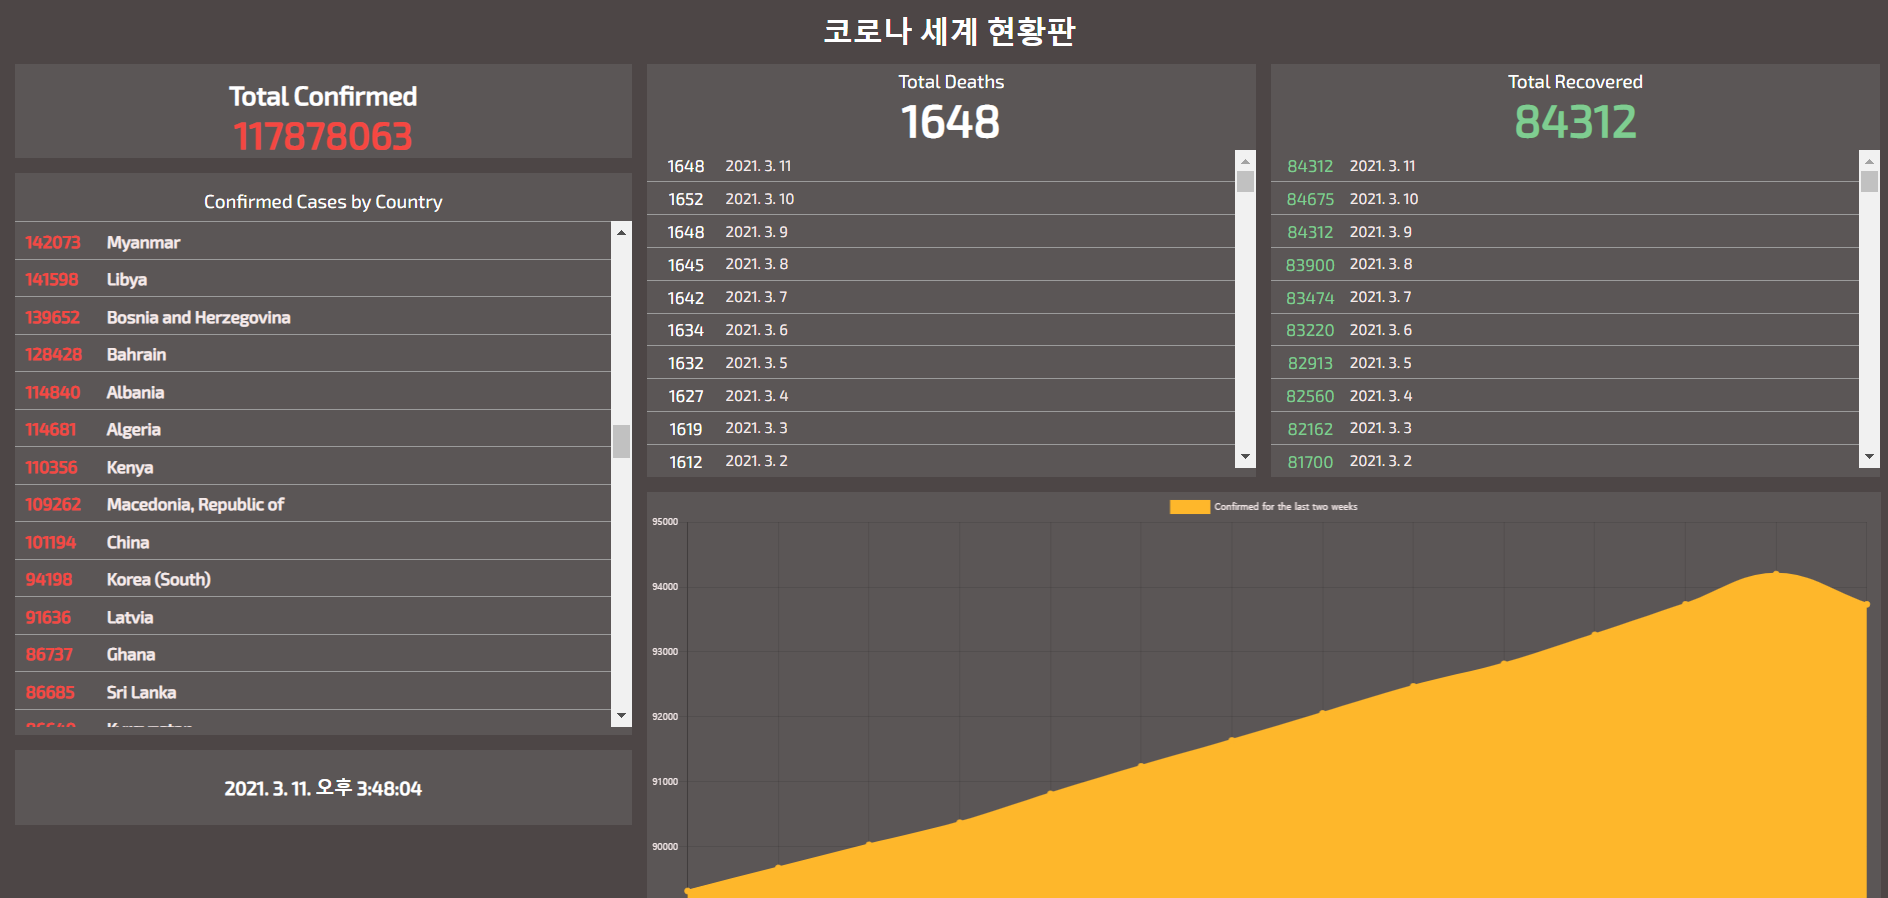 코로나 세계 현황판
Total Confirmed
117878063
Confirmed Cases by Country
142073 Myanmar
141598 Libya
139652 Bosnia and Herzegovina
128428 Bahrain
114840 Albania
114681 Algeria
110356 Kenya
109262 Macedonia, Republic of
101194 China
94198 Korea (South)
91636 Latvia
86737 Ghana
86685 Sri Lanka
2021. 3. 11. 오후 3:48:04
Total Deaths
1648
1648 2021. 3. 11
1652 2021. 3. 10
1648 2021. 3. 9
1645 2021. 3. 8
1642 2021. 3. 7
1634 2021. 3. 6
1632 2021. 3. 5
1627 2021. 3. 4
1619 2021. 3. 3
1612 2021. 3. 2
Total Recovered
84312
84312 2021. 3. 11
84675 2021. 3. 10
84312 2021. 3. 9
83900 2021. 3. 8
83474 2021. 3. 7
83220 2021. 3. 6
82913 2021. 3. 5
82560 2021. 3. 4
82162 2021. 3. 3
81700 2021. 3. 2
Confirmed for the last two weeks
95000
94000
93000
92000
91000
90000